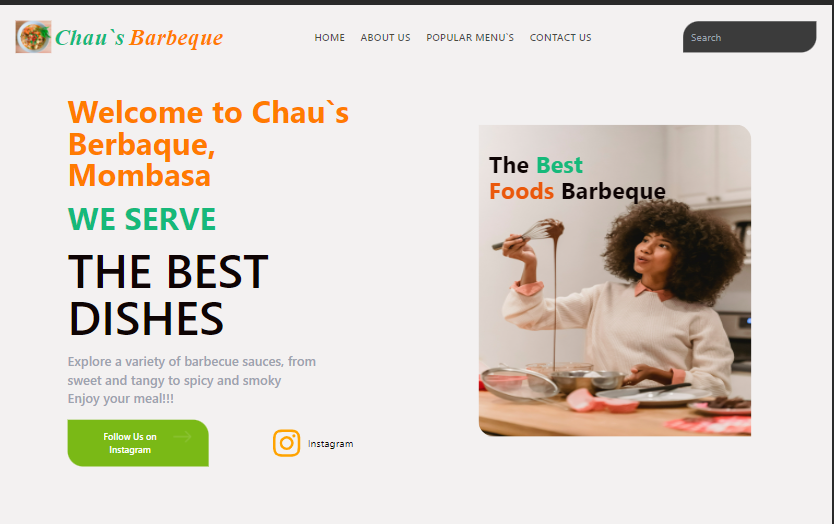 Chau`s Barbeque
HOME ABOUT US POPULAR MENU`S CONTACT US
Search
Welcome to Chau`s
Berbaque,
Mombasa
WE SERVE
THE BEST
DISHES
Explore a variety of barbecue sauces, from
sweet and tangy to spicy and smoky
Enjoy your meal!!!
Follow Us on
Instagram
Instagram
The Best
Foods Barbeque